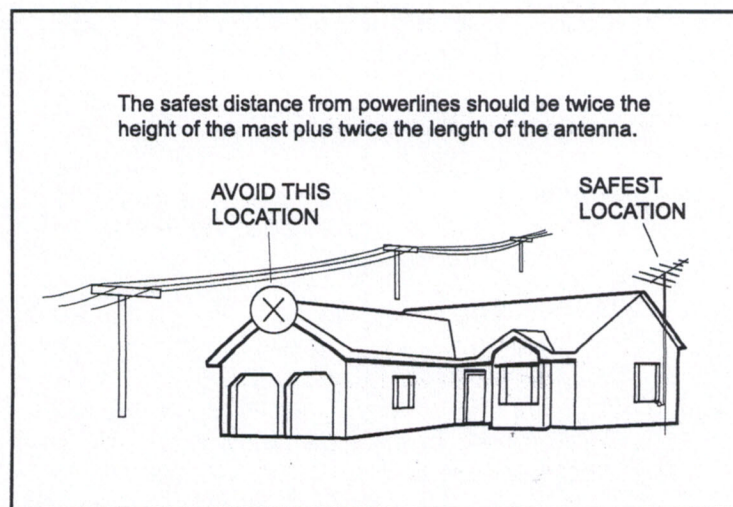 The safest distance from powerlines should be twice the
height of the mast plus twice the length of the antenna.
AVOID THIS
LOCATION
SAFEST
LOCATION